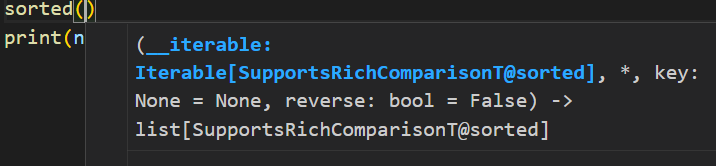 sorted()
print(n
(__iterable:
Iterable[SupportsRichComparisonT@sorted], *, key:
None = None, reverse: bool = False) ->
list[SupportsRichComparisonT@sorted]